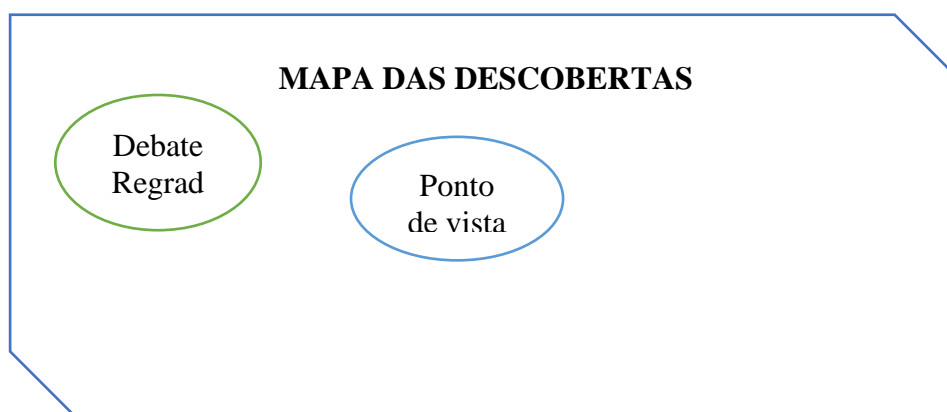 MAPA DAS DESCOBERTAS
Debate
Regrad
Ponto
de vista